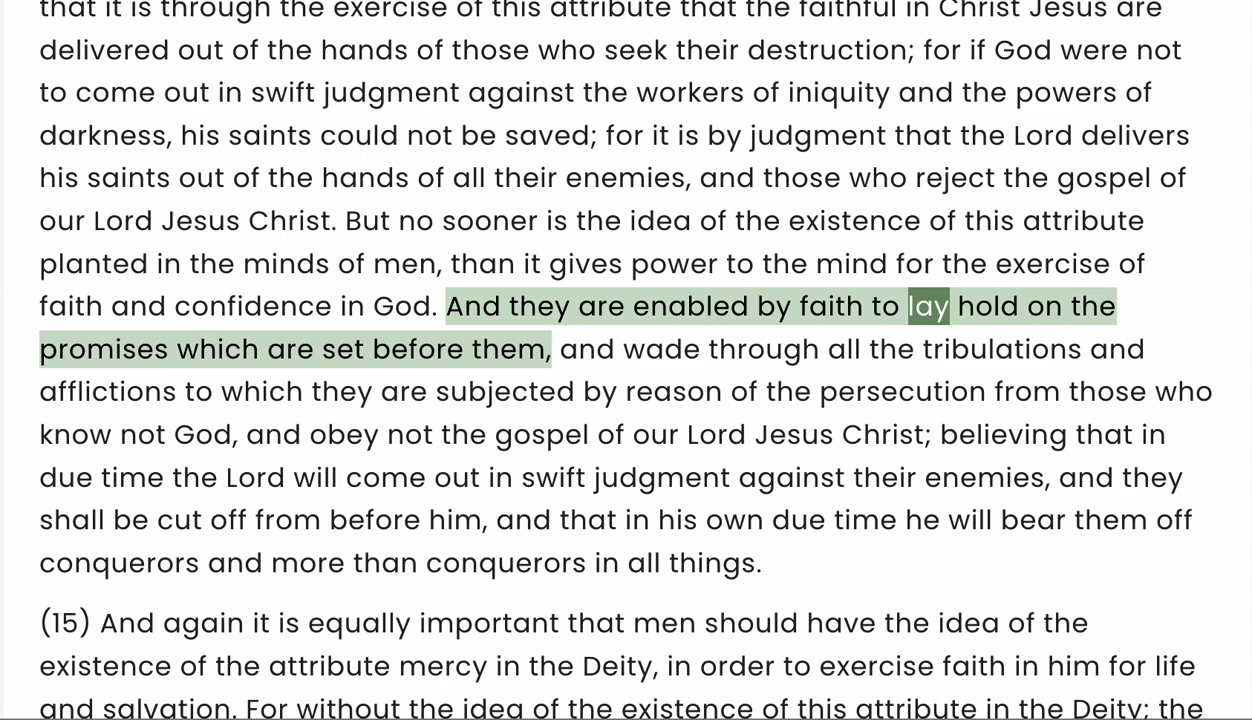 that it is through the exercise of this attribute that the faithful in Christ Jesus are
delivered out of the hands of those who seek their destruction; for if God were not
to come out in swift judgment against the workers of iniquity and the powers of
darkness, his saints could not be saved; for it is by judgment that the Lord delivers
his saints out of the hands of all their enemies, and those who reject the gospel of
our Lord Jesus Christ. But no sooner is the idea of the existence of this attribute
planted in the minds of men, than it gives power to the mind for the exercise of
faith and confidence in God. And they are enabled by faith to lay hold on the
promises which are set before them, and wade through all the tribulations and
afflictions to which they are subjected by reason of the persecution from those who
know not God, and obey not the gospel of our Lord Jesus Christ; believing that in
due time the Lord will come out in swift judgment against their enemies, and they
shall be cut off from before him, and that in his own due time he will bear them off
conquerors and more than conquerors in all things.
(15) And again it is equally important that men should have the idea of the
existence of the attribute mercy in the Deity, in order to exercise faith in him for life
and salvation. For without the idea of the existence of this attribute in the Deity; the